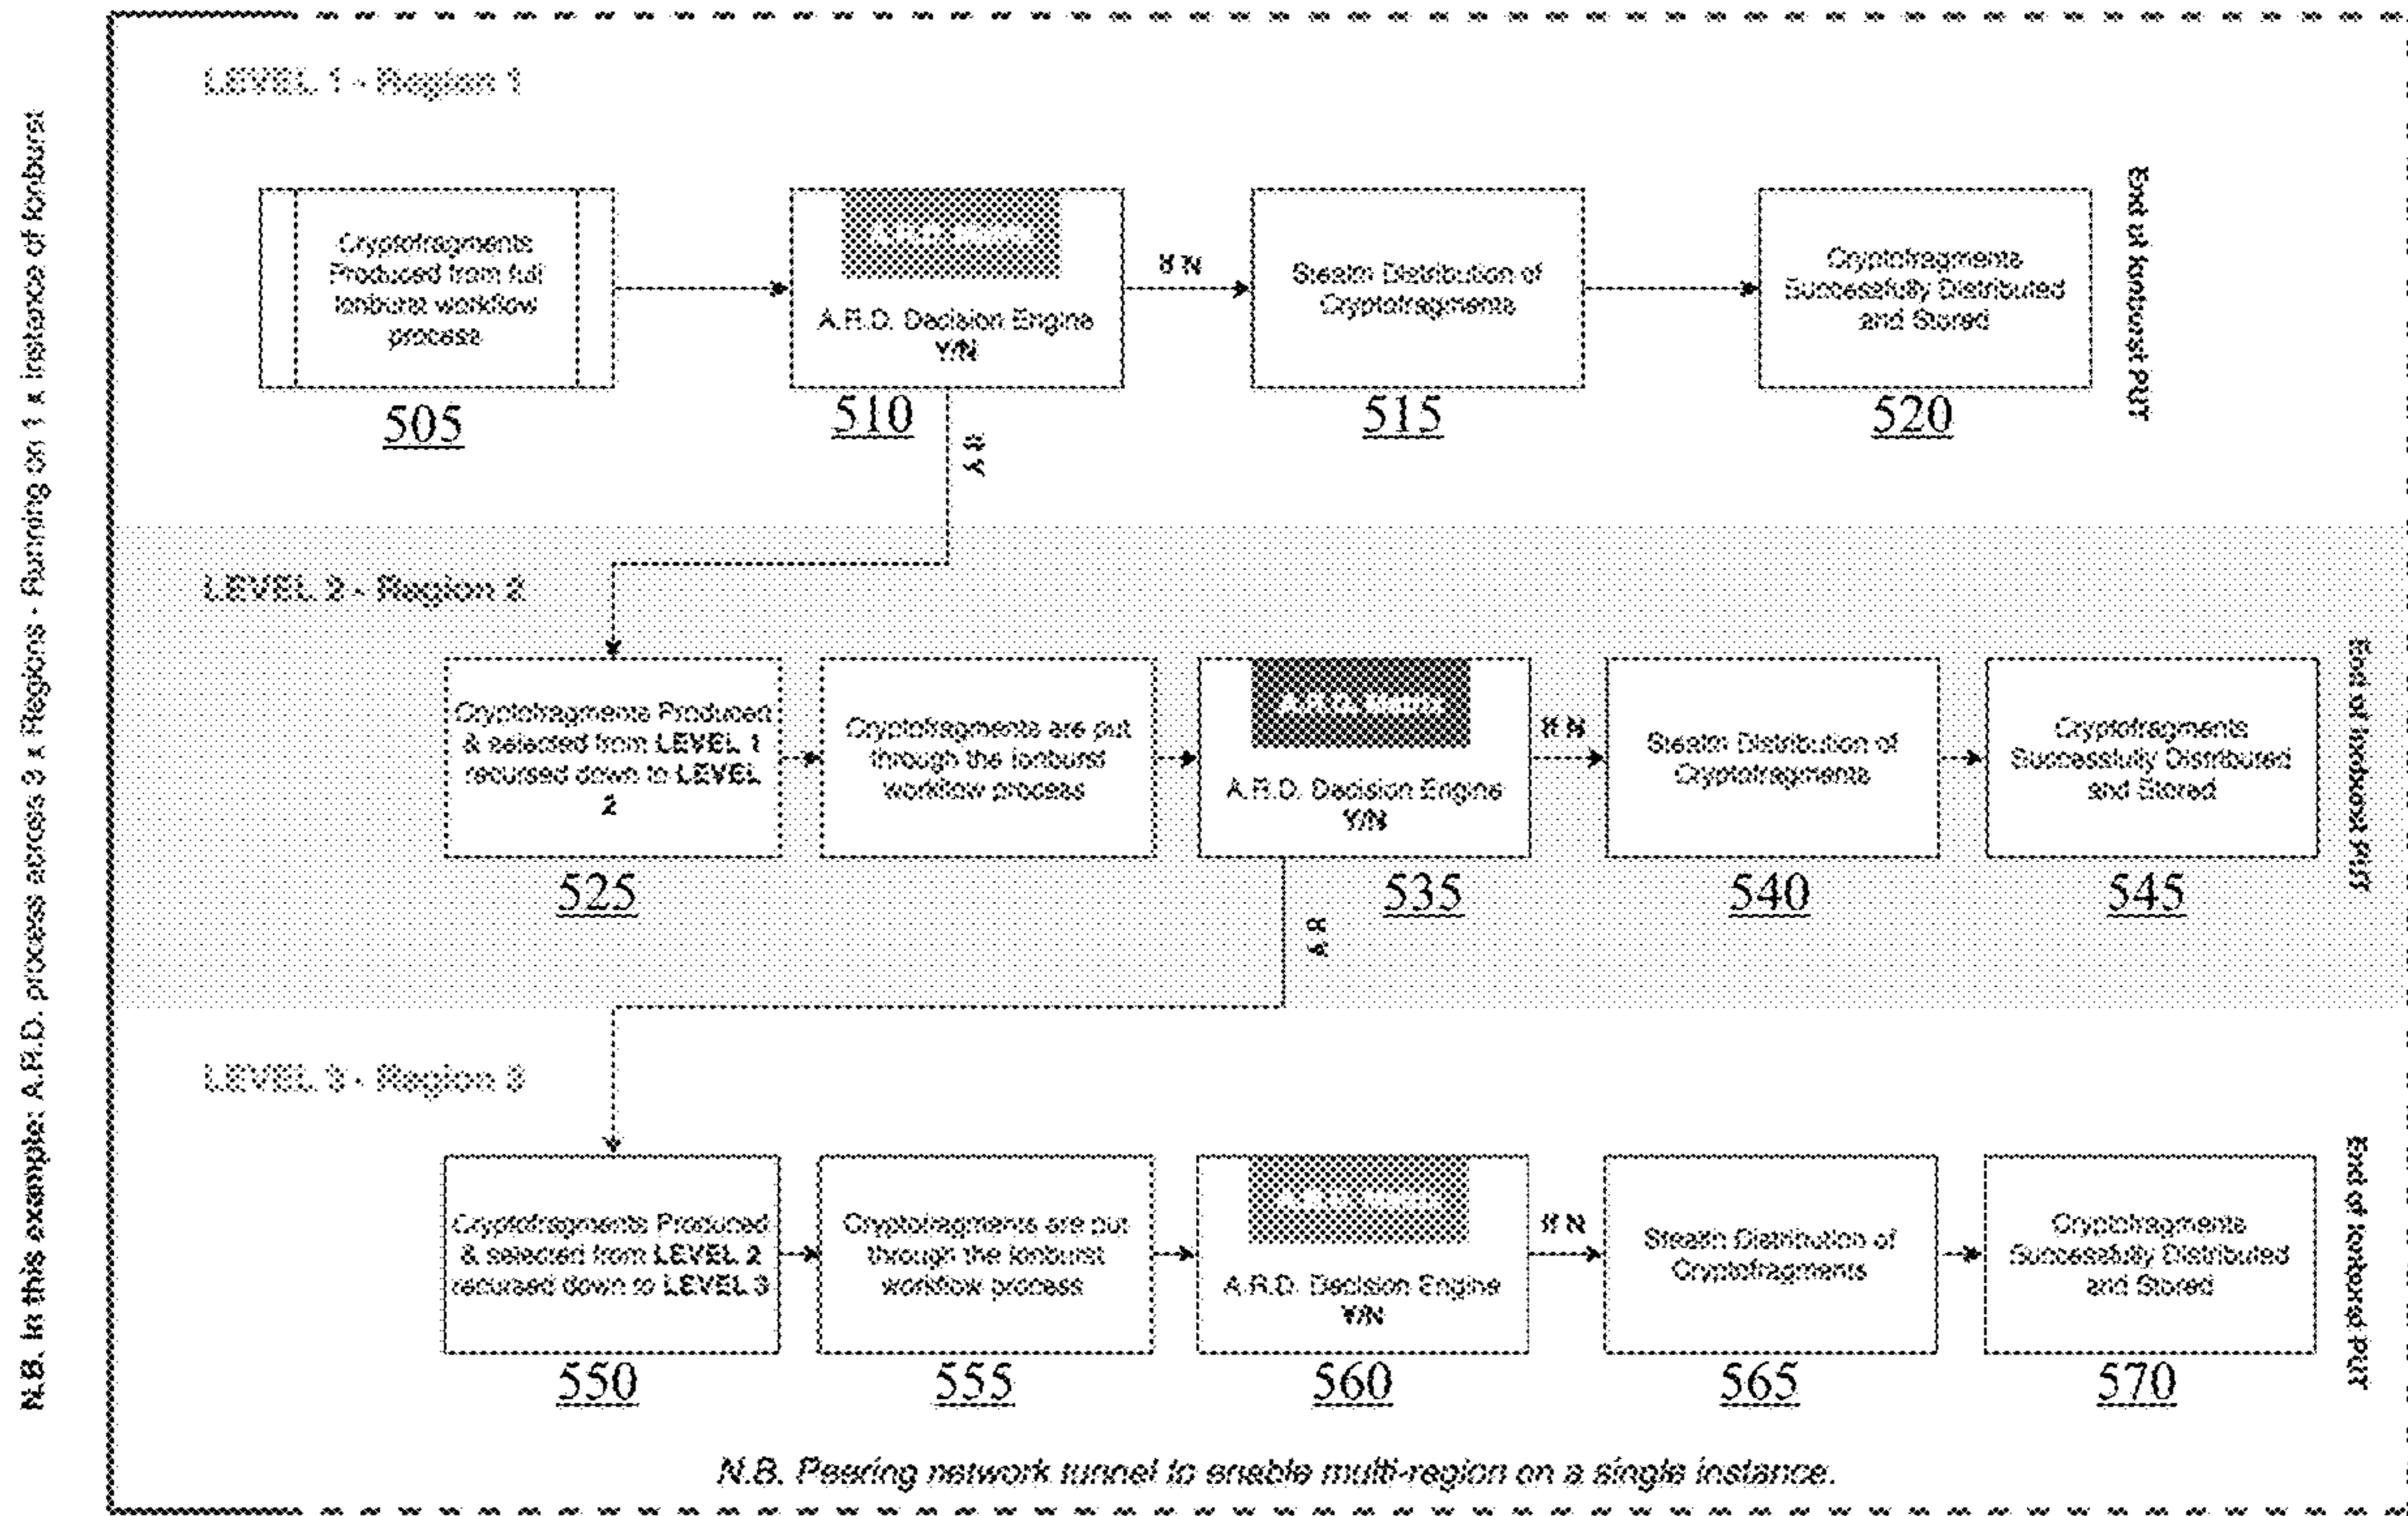 N.B. In this example: A.R.D. process across 3 x Regions - Running on 1 x instance of Ionburst
LEVEL 1 - Region 1
Cryptofragments
Produced from full
Ionburst workflow
process
505
A.R.D.
A.R.D. Decision Engine
Y/N
510
If N
Stealth Distribution of
Cryptofragments
515
Cryptofragments
Successfully Distributed
and Stored
520
End of Ionburst PUT
If Y
LEVEL 2 - Region 2
Cryptofragments Produced
& selected from LEVEL 1
recursed down to LEVEL
2
525
Cryptofragments are put
through the Ionburst
workflow process
A.R.D.
A.R.D. Decision Engine
Y/N
535
If N
Stealth Distribution of
Cryptofragments
540
Cryptofragments
Successfully Distributed
and Stored
545
End of Ionburst PUT
If Y
LEVEL 3 - Region 3
Cryptofragments Produced
& selected from LEVEL 2
recursed down to LEVEL 3
550
Cryptofragments are put
through the Ionburst
workflow process
555
A.R.D.
A.R.D. Decision Engine
Y/N
560
If N
Stealth Distribution of
Cryptofragments
565
Cryptofragments
Successfully Distributed
and Stored
570
End of Ionburst PUT
N.B. Peering network tunnel to enable multi-region on a single instance.